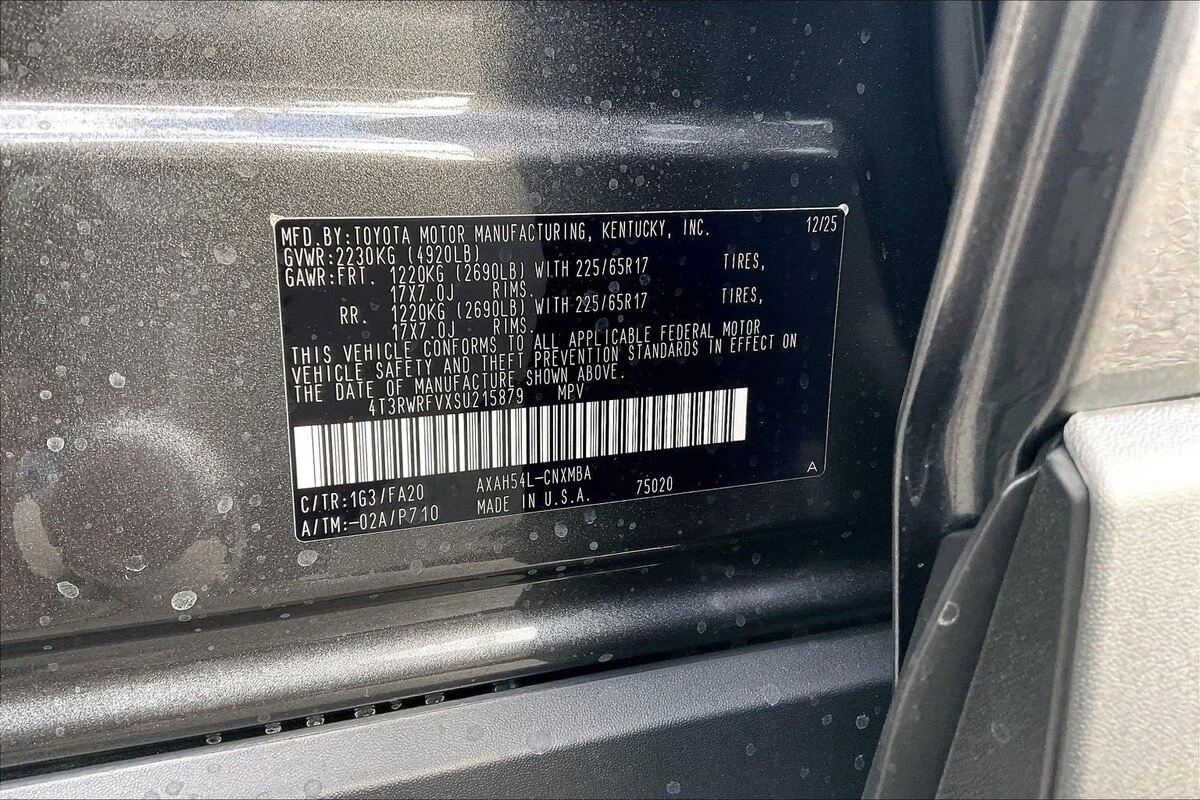 MFD.BY:TOYOTA MOTOR MANUFACTURING, KENTUCKY, INC. 12/25
GVWR:2230KG (4920LB)
GAWR:FRT. 1220KG (2690LB) WITH 225/65R17 TIRES,
17X7.0J RIMS.
RR. 1220KG (2690LB) WITH 225/65R17 TIRES,
17X7.0J RIMS.
THIS VEHICLE CONFORMS TO ALL APPLICABLE FEDERAL MOTOR
VEHICLE SAFETY AND THEFT PREVENTION STANDARDS IN EFFECT ON
THE DATE OF MANUFACTURE SHOWN ABOVE.
4T3RWRFVXSU215879 MPV
C/TR:1G3/FA20 AXAH54L-CNXMBA A
A/TM:-02A/P710 MADE IN U.S.A. 75020